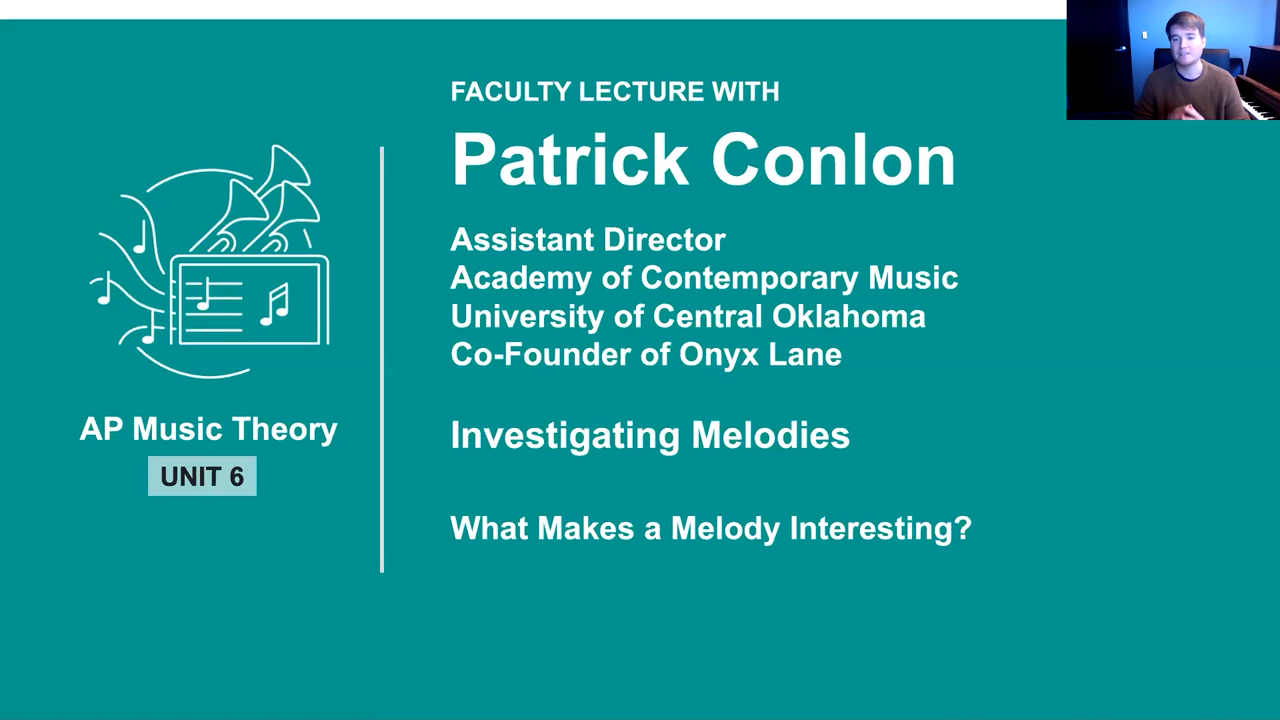 FACULTY LECTURE WITH
Patrick Conlon
Assistant Director
Academy of Contemporary Music
University of Central Oklahoma
Co-Founder of Onyx Lane
Investigating Melodies
What Makes a Melody Interesting?
AP Music Theory
UNIT 6